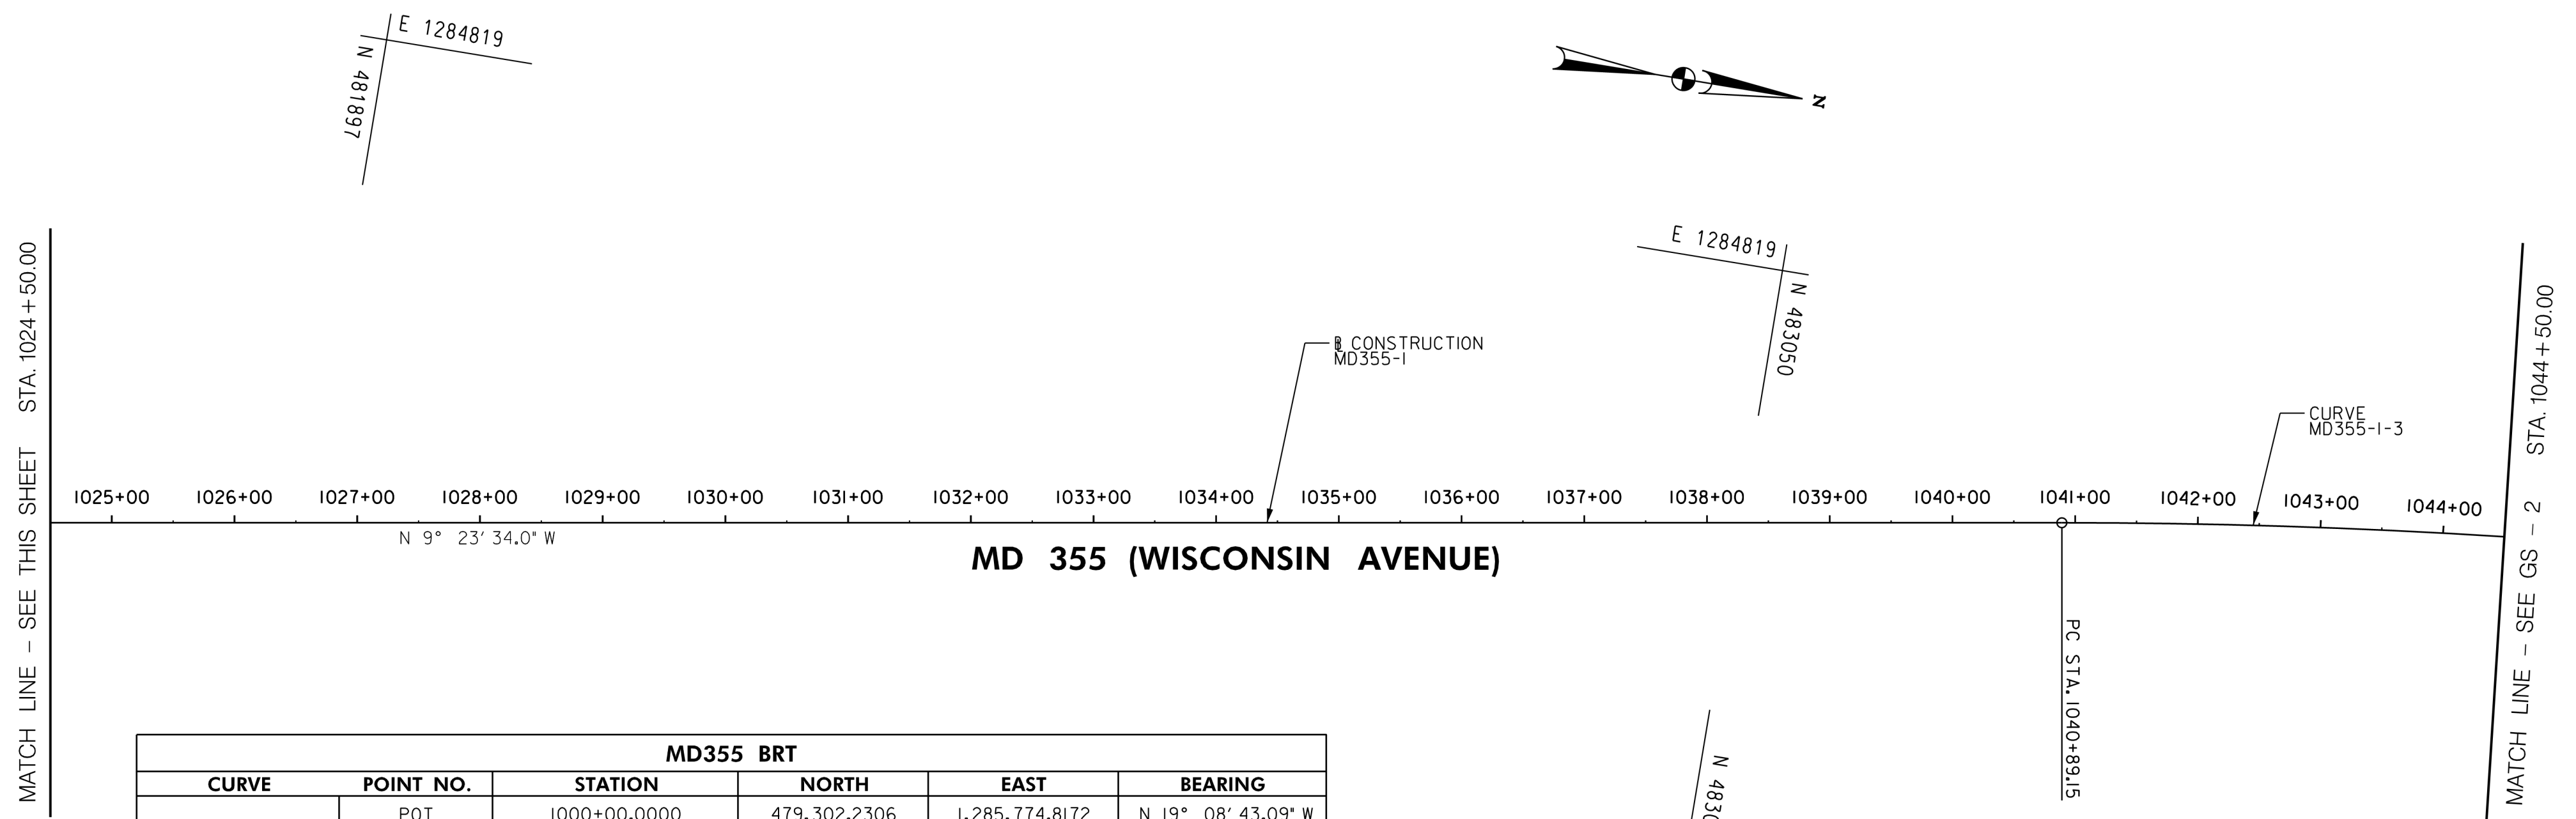 E 1284819
N 481897
N
E 1284819
N 483050
MATCH LINE - SEE THIS SHEET STA. 1024+50.00
B CONSTRUCTION
MD355-1
CURVE
MD355-1-3
1025+00 1026+00 1027+00 1028+00 1029+00 1030+00 1031+00 1032+00 1033+00 1034+00 1035+00 1036+00 1037+00 1038+00 1039+00 1040+00 1041+00 1042+00 1043+00 1044+00
N 9° 23' 34.0" W
MD 355 (WISCONSIN AVENUE)
PC STA. 1040+89.15
MATCH LINE - SEE GS - 2 STA. 1044+50.00
MD355 BRT
CURVE POINT NO. STATION NORTH EAST BEARING
POT 1000+00.0000 479,302.2306 1,285,774.8172 N 19° 08' 43.09" W